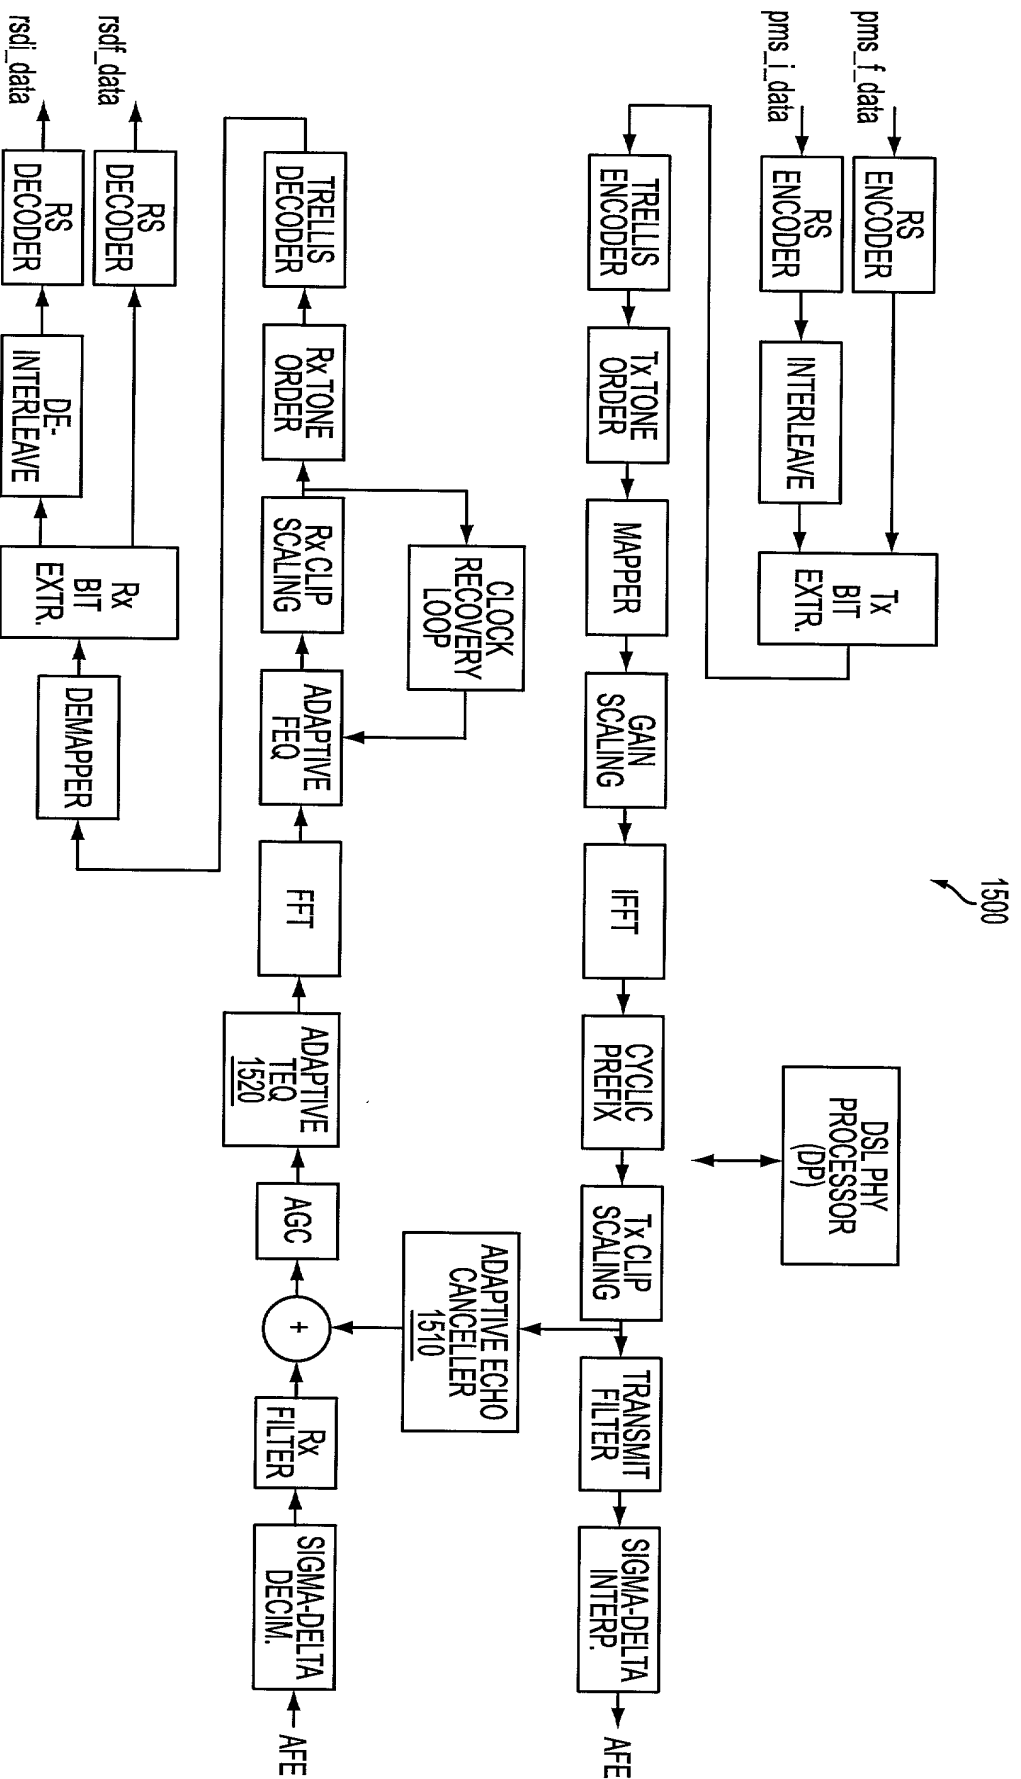 1500
pms_f_data
RS
ENCODER
pms_i_data
RS
ENCODER
INTERLEAVE
Tx
BIT
EXTR.
DSL PHY
PROCESSOR
(DP)
TRELLIS
ENCODER
Tx TONE
ORDER
MAPPER
GAIN
SCALING
IFFT
CYCLIC
PREFIX
Tx CLIP
SCALING
TRANSMIT
FILTER
SIGMA-DELTA
INTERP.
AFE
CLOCK
RECOVERY
LOOP
ADAPTIVE ECHO
CANCELLER
1510
TRELLIS
DECODER
Rx TONE
ORDER
Rx CLIP
SCALING
ADAPTIVE
FEQ
FFT
ADAPTIVE
TEQ
1520
AGC
+
Rx
FILTER
SIGMA-DELTA
DECIM.
AFE
rsdf_data
RS
DECODER
rsdi_data
RS
DECODER
DE-
INTERLEAVE
Rx
BIT
EXTR.
DEMAPPER